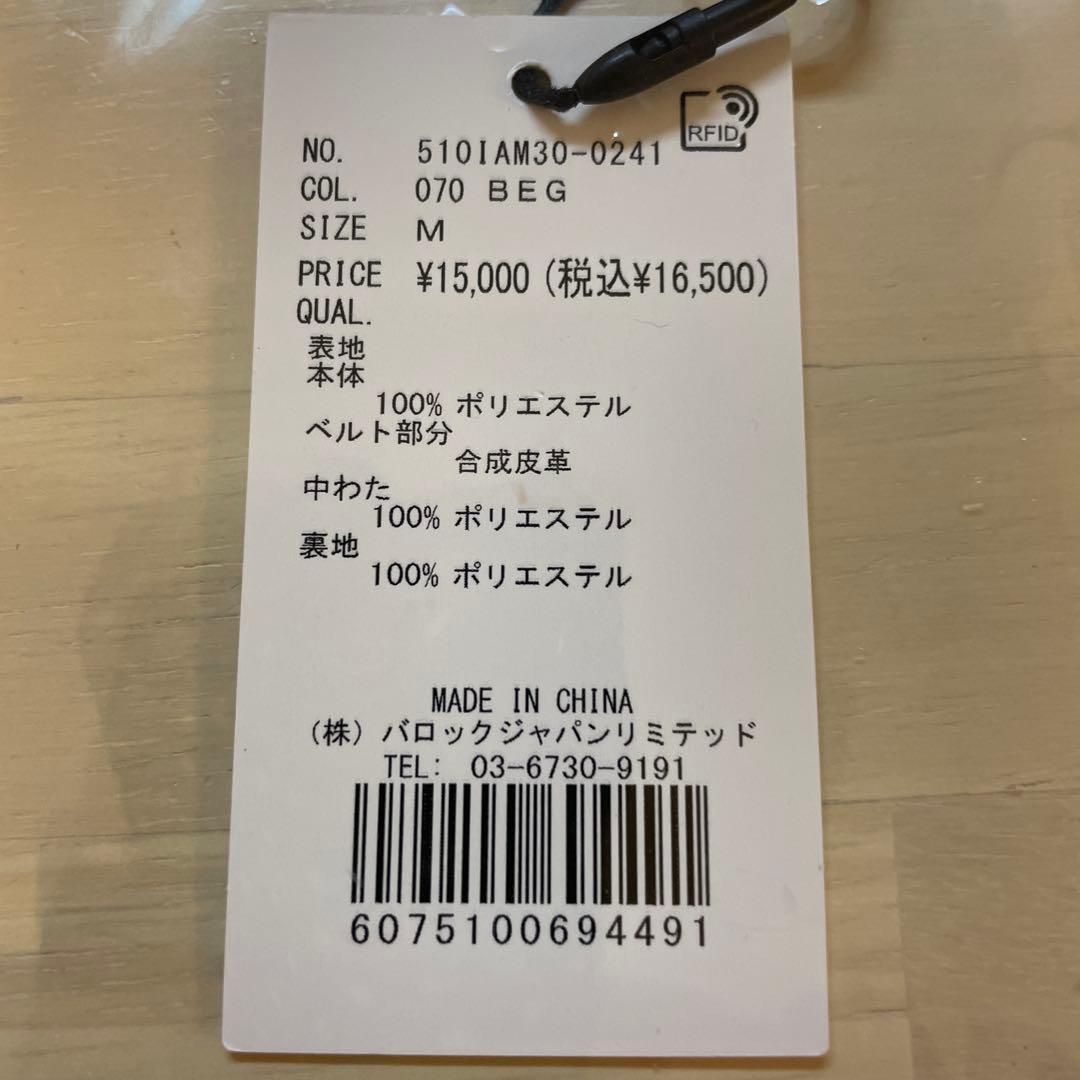 RFID
NO. 510IAM30-0241
COL. 070 BEG
SIZE M
PRICE ¥15,000 (税込¥16,500)
QUAL.
表地
本体
100% ポリエステル
ベルト部分
合成皮革
中わた
100% ポリエステル
裏地
100% ポリエステル
MADE IN CHINA
(株) バロックジャパンリミテッド
TEL: 03-6730-9191
6075100694491